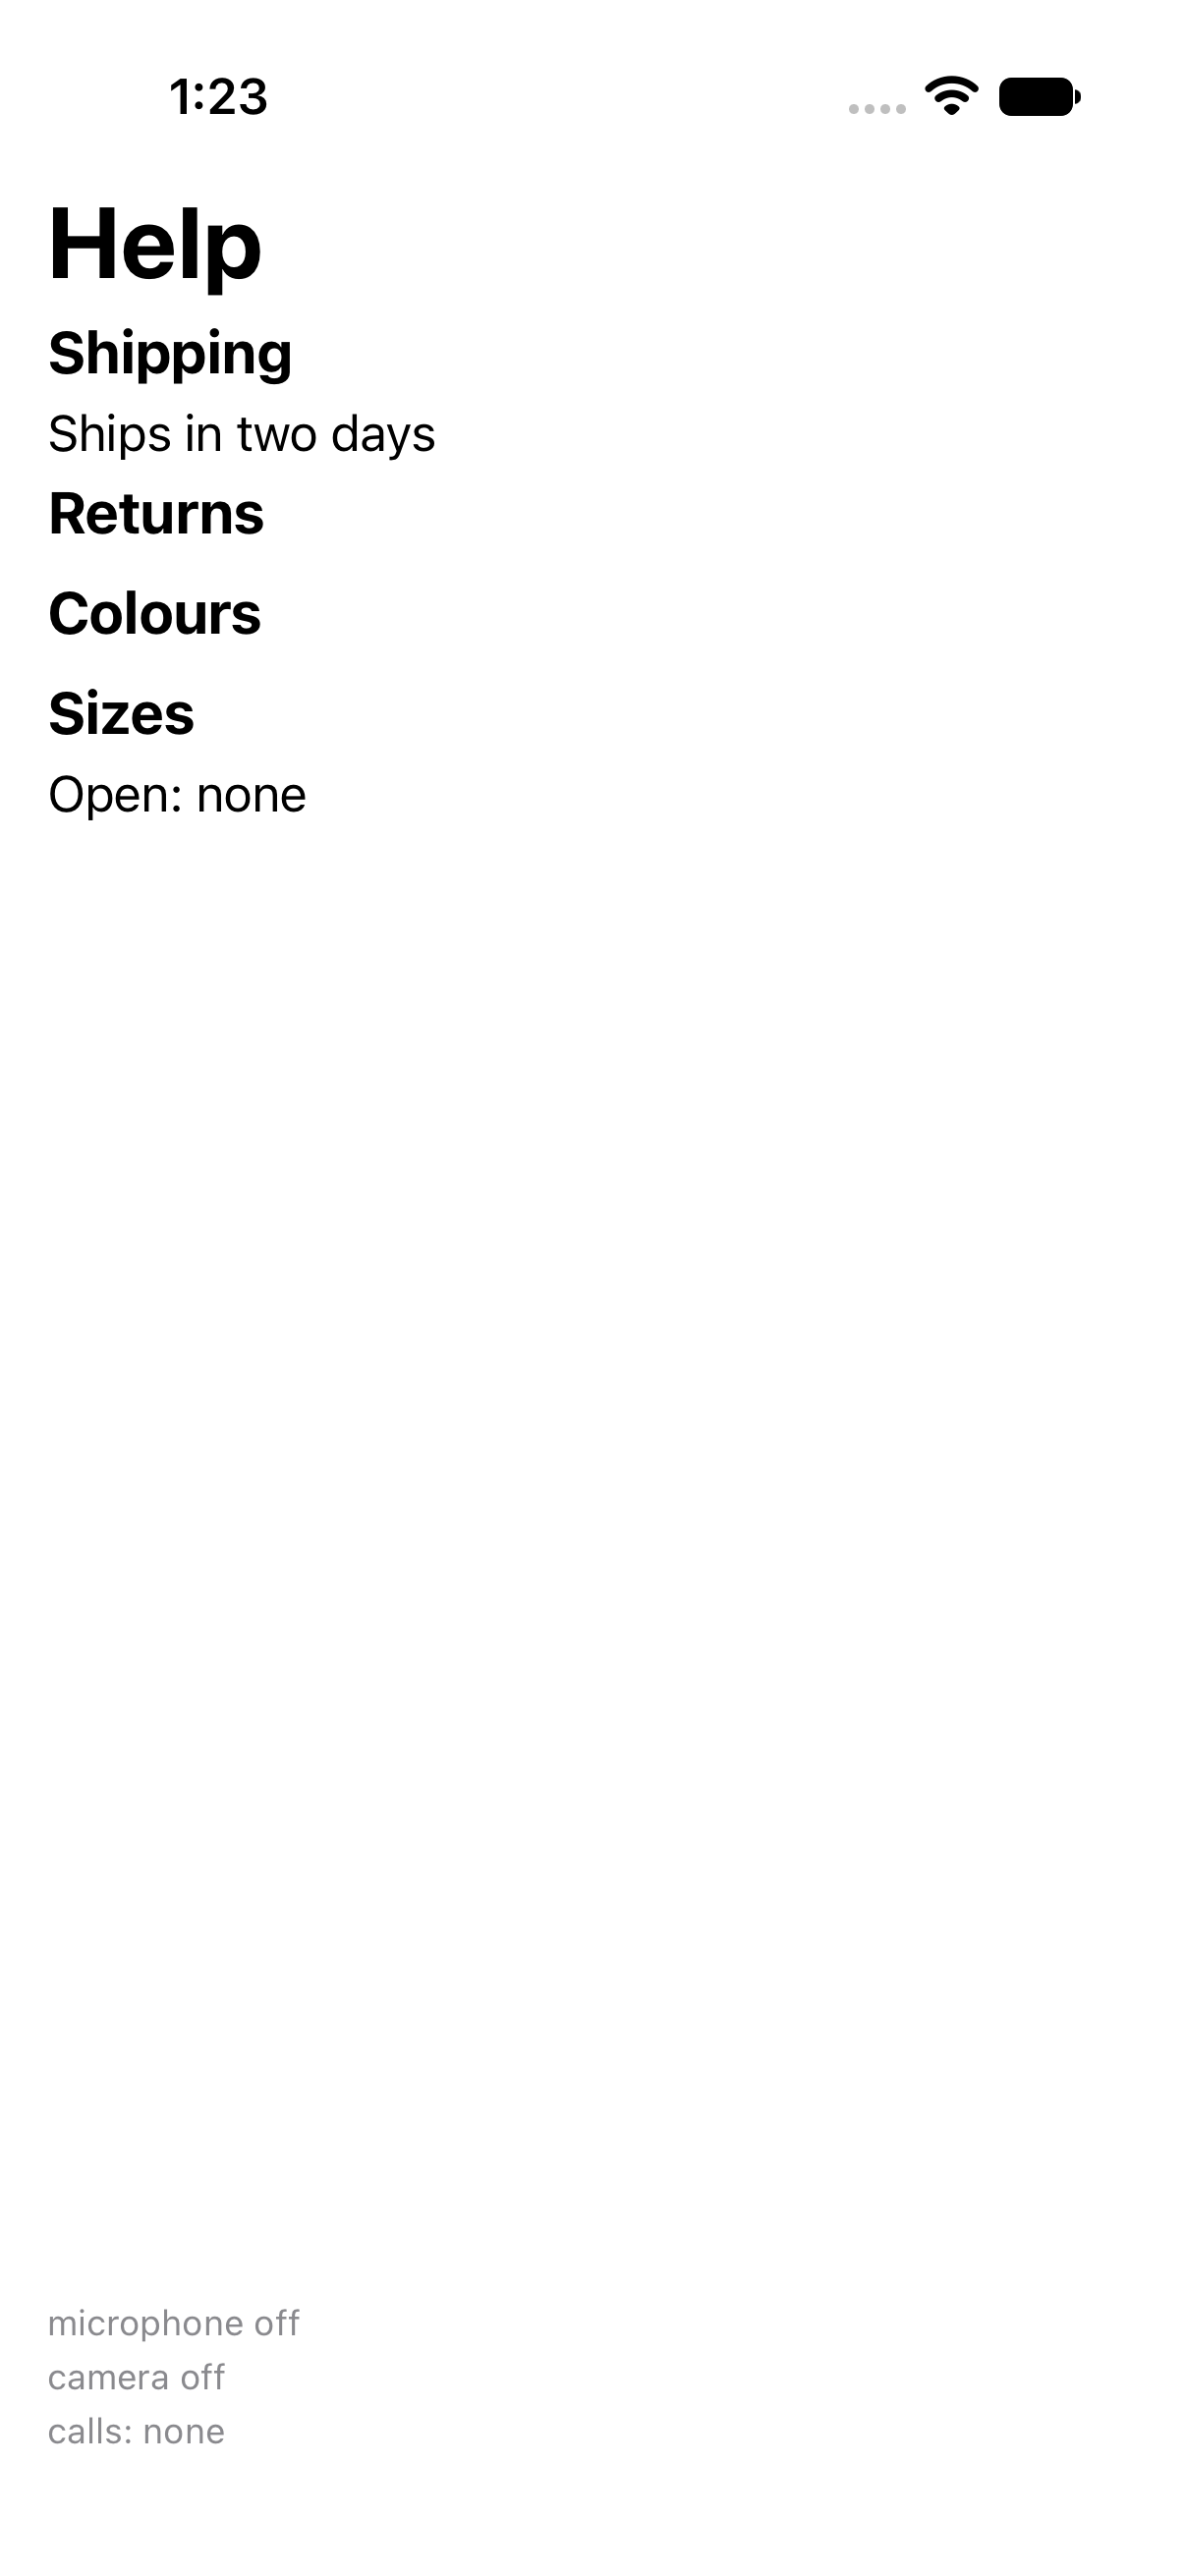 1:23
Help
Shipping
Ships in two days
Returns
Colours
Sizes
Open: none
microphone off
camera off
calls: none